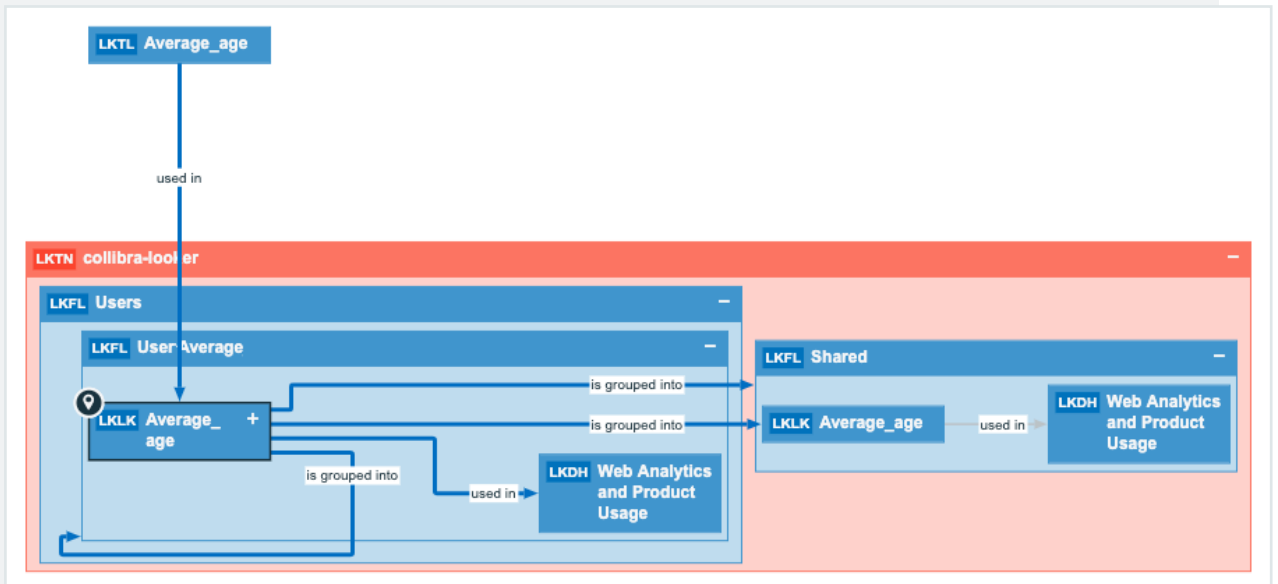 LKTL Average_age
used in
LKTN collibra-looker
LKFL Users
LKFL User Average
LKFL Shared
is grouped into
LKLK Average_
age
is grouped into
LKLK Average_age
used in
LKDH Web Analytics
and Product
Usage
is grouped into
used in
LKDH Web Analytics
and Product
Usage